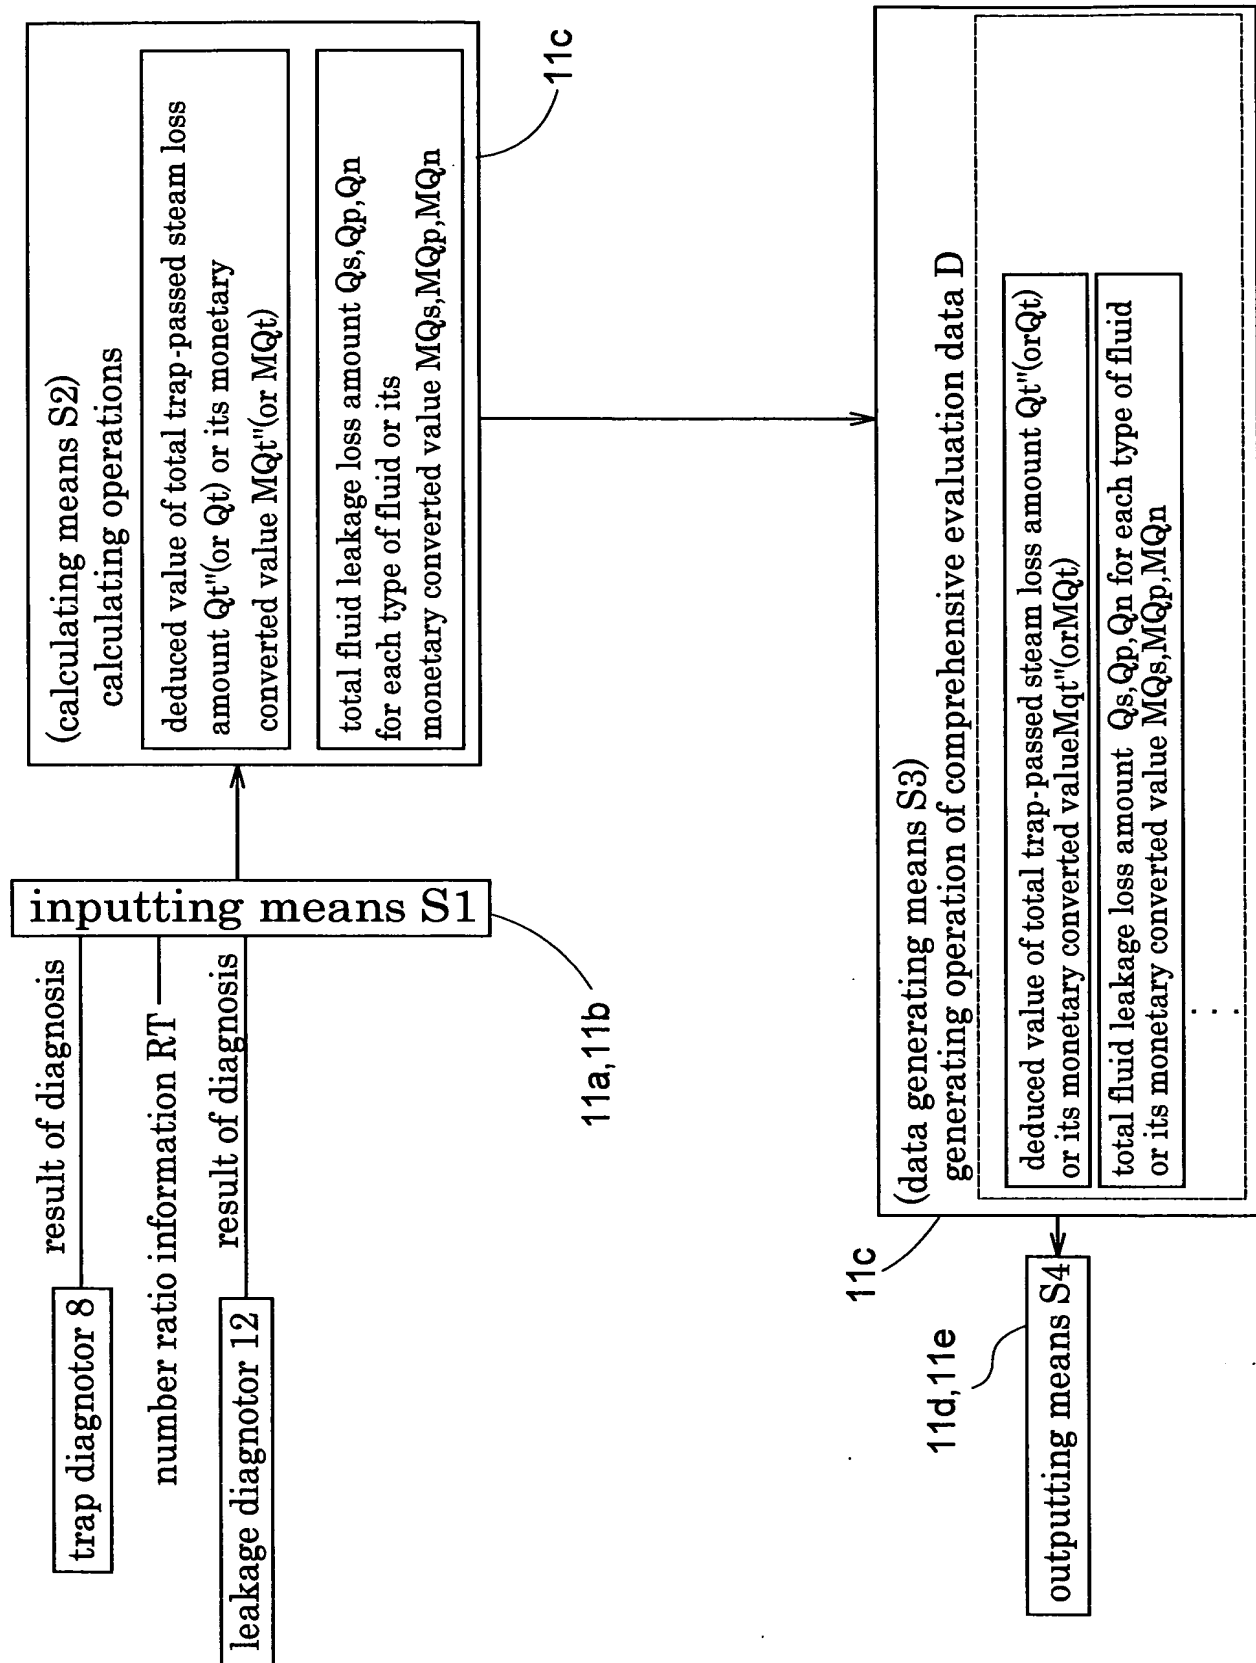 trap diagnotor 8
result of diagnosis
number ratio information RT
leakage diagnotor 12
result of diagnosis
inputting means S1
11a,11b
(calculating means S2)
calculating operations
deduced value of total trap-passed steam loss
amount Qt"(or Qt) or its monetary
converted value MQt"(or MQt)
total fluid leakage loss amount Qs,Qp,Qn
for each type of fluid or its
monetary converted value MQs,MQp,MQn
11c
(data generating means S3)
generating operation of comprehensive evaluation data D
deduced value of total trap-passed steam loss amount Qt"(orQt)
or its monetary converted valueMqt"(orMQt)
total fluid leakage loss amount Qs,Qp,Qn for each type of fluid
or its monetary converted value MQs,MQp,MQn
...
11c
outputting means S4
11d,11e